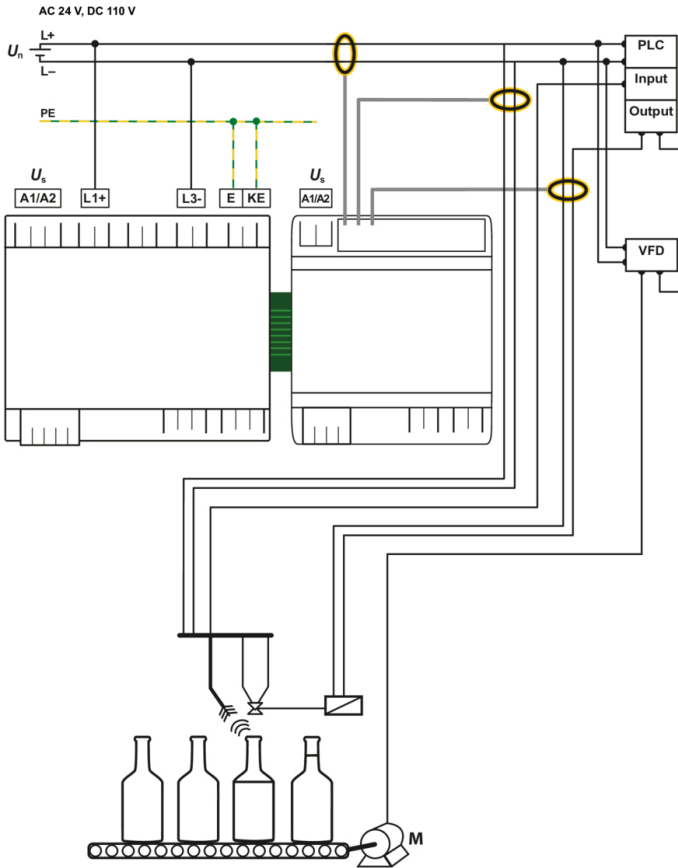 AC 24 V, DC 110 V
L+
Un
L–
PE
Us
A1/A2
L1+
L3-
E
KE
Us
A1/A2
PLC
Input
Output
VFD
M